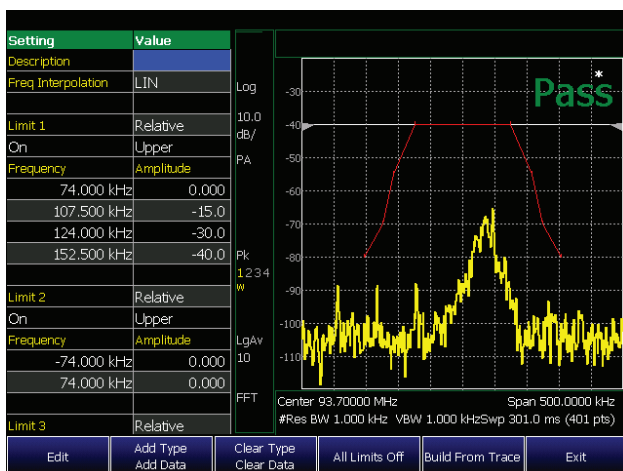 Setting Value
Description
Freq Interpolation LIN
Limit 1 Relative
On Upper
Frequency Amplitude
74.000 kHz 0.000
107.500 kHz -15.0
124.000 kHz -30.0
152.500 kHz -40.0
Limit 2 Relative
On Upper
Frequency Amplitude
-74.000 kHz 0.000
74.000 kHz 0.000
Limit 3 Relative
Log
10.0
dB/
PA
Pk
1234
W
LgAv
10
FFT
Pass
*
-30
-40
-50
-60
-70
-80
-90
-100
-110
Center 93.70000 MHz Span 500.0000 kHz
#Res BW 1.000 kHz VBW 1.000 kHzSwp 301.0 ms (401 pts)
Edit
Add Type
Add Data
Clear Type
Clear Data
All Limits Off
Build From Trace
Exit